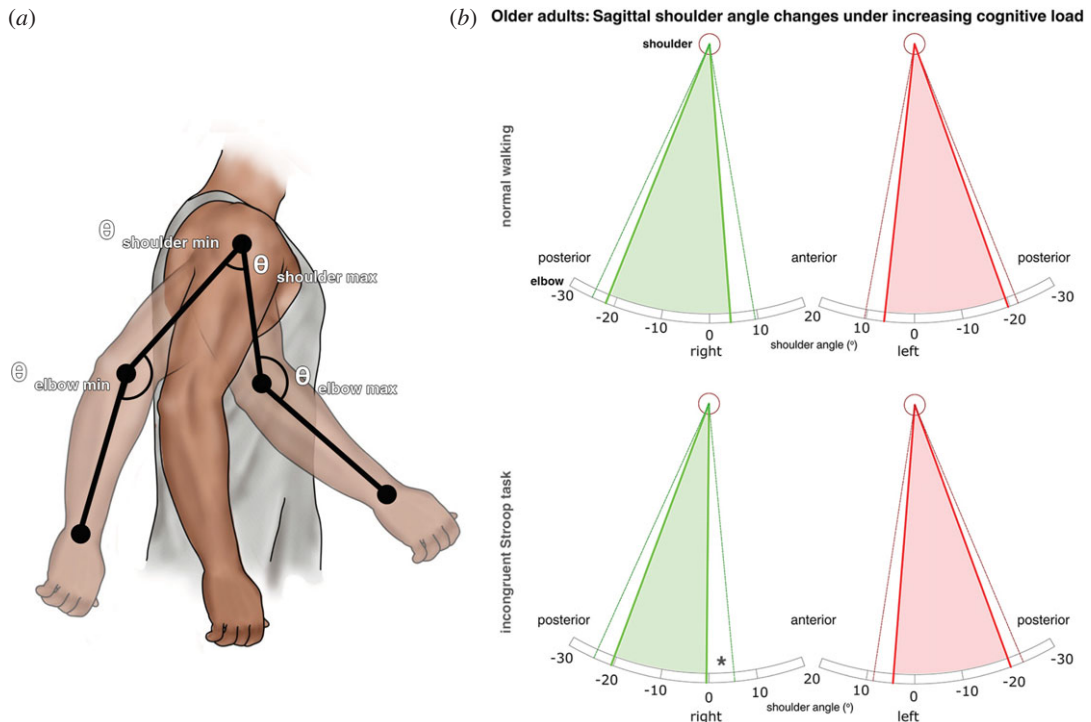 (a)
θ shoulder min
θ shoulder max
θ elbow min
θ elbow max
(b) Older adults: Sagittal shoulder angle changes under increasing cognitive load
normal walking
shoulder
posterior anterior posterior
elbow
-30 -20 -10 0 10 20 10 0 -10 -20 -30
shoulder angle (º)
right left
incongruent Stroop task
posterior anterior posterior
*
-30 -20 -10 0 10 20 10 0 -10 -20 -30
shoulder angle (º)
right left